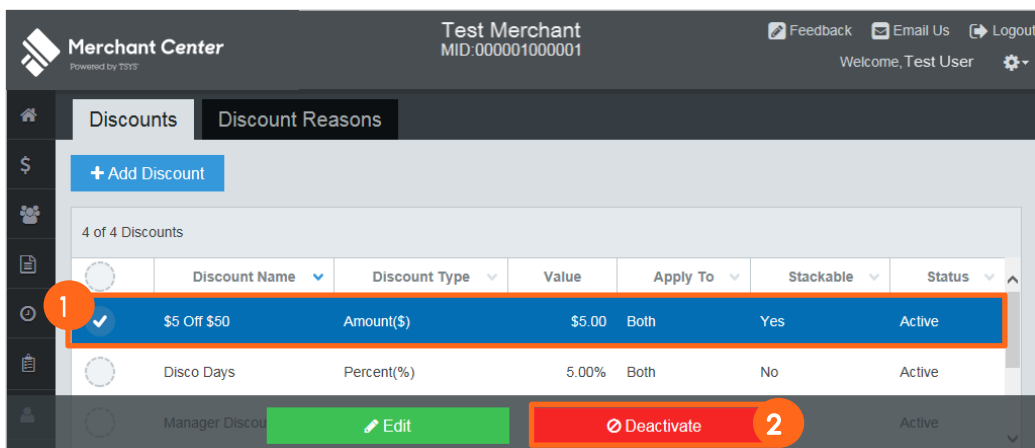 Merchant Center
Powered by TSYS®
Test Merchant
MID:000001000001
Feedback Email Us Logout
Welcome, Test User
Discounts Discount Reasons
+ Add Discount
4 of 4 Discounts
Discount Name Discount Type Value Apply To Stackable Status
1
$5 Off $50 Amount($) $5.00 Both Yes Active
Disco Days Percent(%) 5.00% Both No Active
Manager Discou Active
Edit Deactivate 2